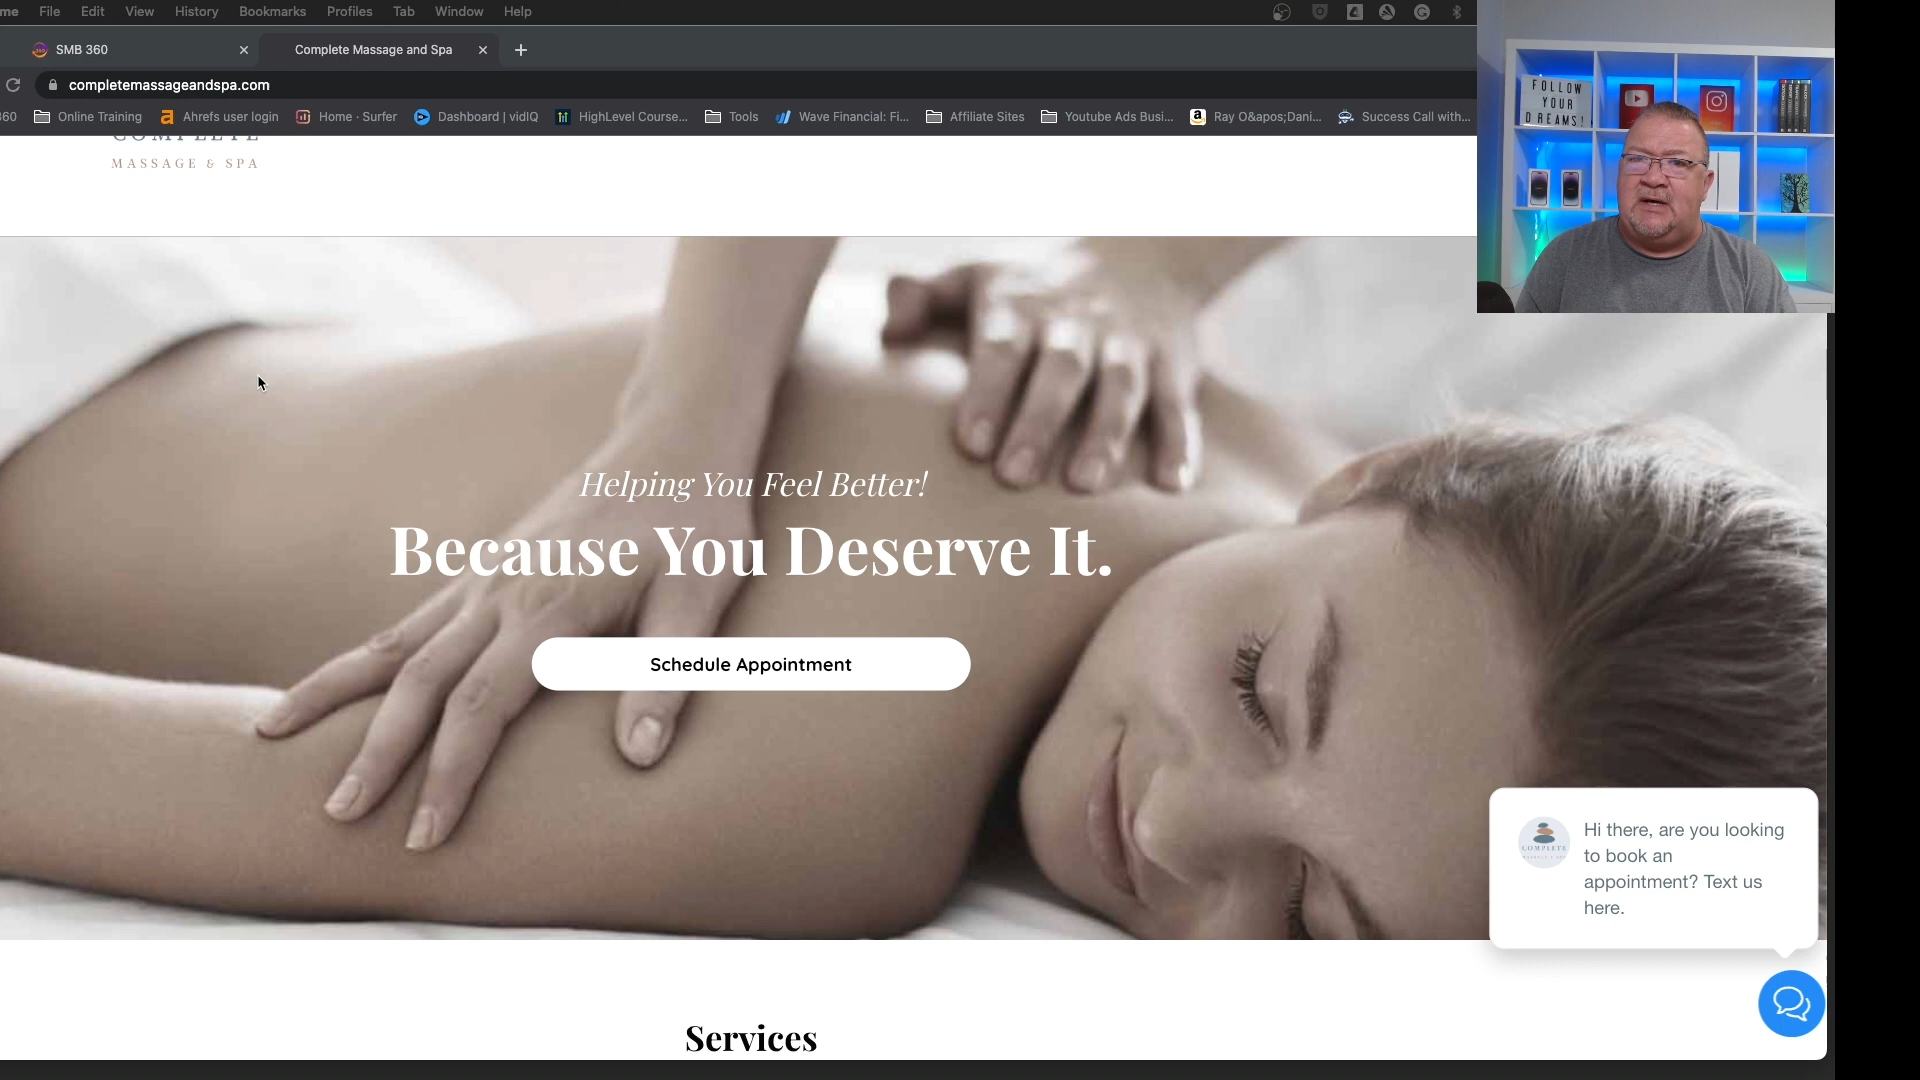 me File Edit View History Bookmarks Profiles Tab Window Help
SMB 360
Complete Massage and Spa
completemassageandspa.com
360 Online Training Ahrefs user login Home · Surfer Dashboard | vidIQ HighLevel Course... Tools Wave Financial: Fi... Affiliate Sites Youtube Ads Busi... Ray O&apos;Dani... Success Call with...
FOLLOW
YOUR
DREAMS!
COMPLETE
MASSAGE & SPA
Helping You Feel Better!
Because You Deserve It.
Schedule Appointment
COMPLETE
Hi there, are you looking
to book an
appointment? Text us
here.
Services